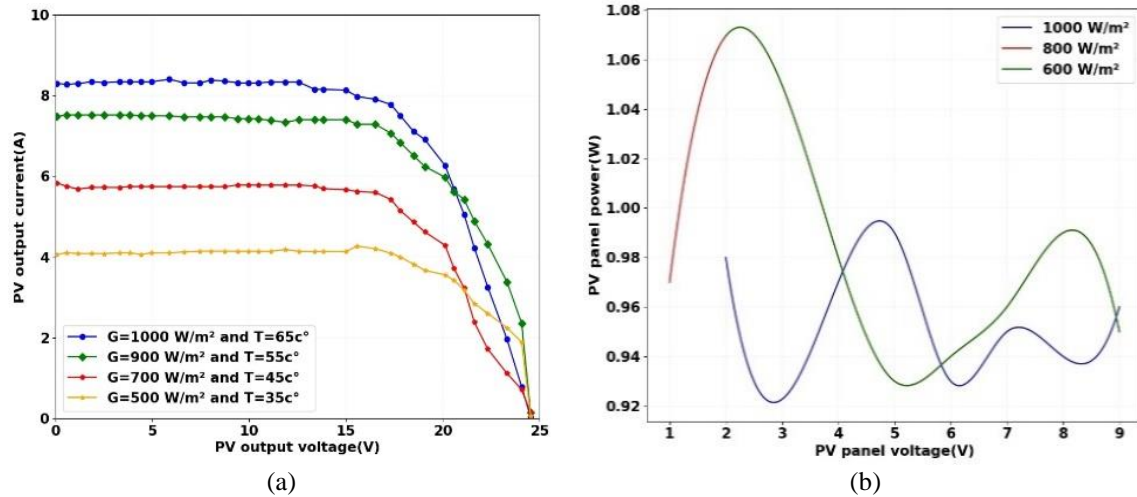 10
8
6
4
2
0
PV output current(A)
G=1000 W/m² and T=65c°
G=900 W/m² and T=55c°
G=700 W/m² and T=45c°
G=500 W/m² and T=35c°
0 5 10 15 20 25
PV output voltage(V)
(a)
1.08
1.06
1.04
1.02
1.00
0.98
0.96
0.94
0.92
PV panel power(W)
1000 W/m²
800 W/m²
600 W/m²
1 2 3 4 5 6 7 8 9
PV panel voltage(V)
(b)